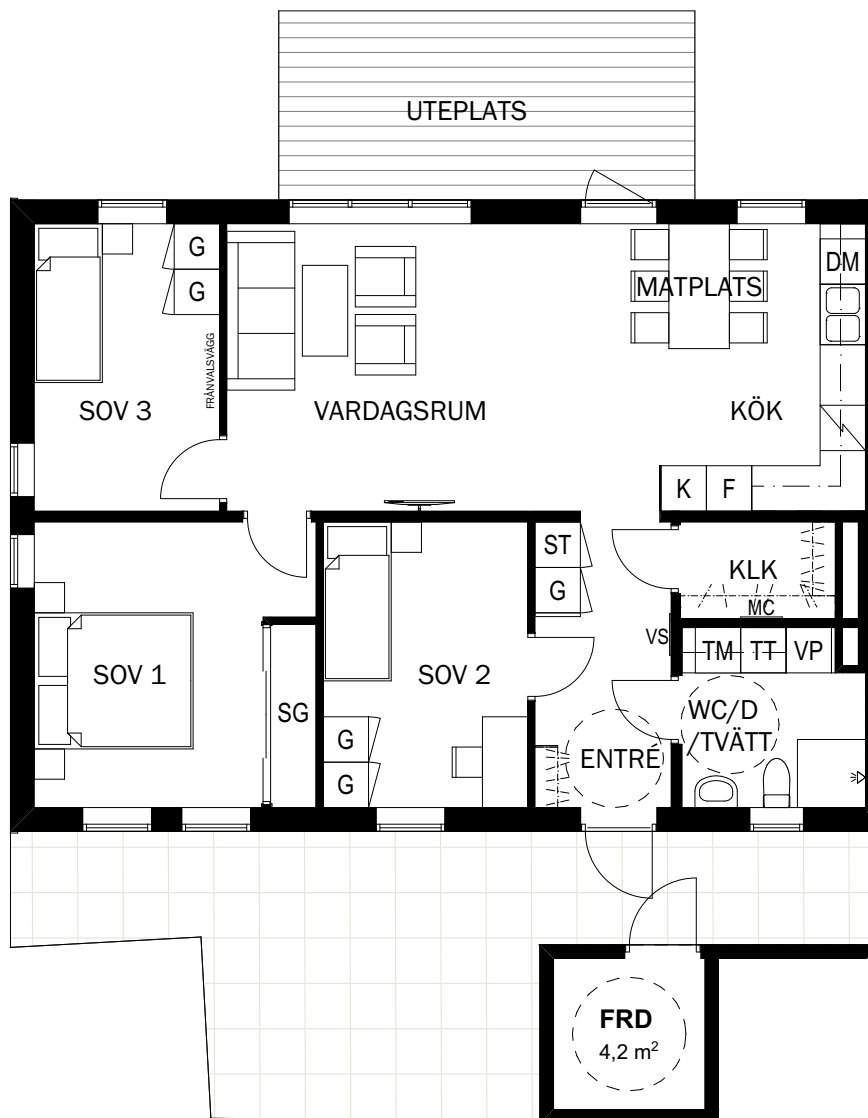 UTEPLATS
G
G
DM
MATPLATS
FRÅNVALSVÄGG
SOV 3
VARDAGSRUM
KÖK
K
F
ST
G
KLK
MC
VS
TM
TT
VP
SOV 1
SG
SOV 2
WC/D
/TVÄTT
G
G
ENTRÉ
FRD
4,2 m²